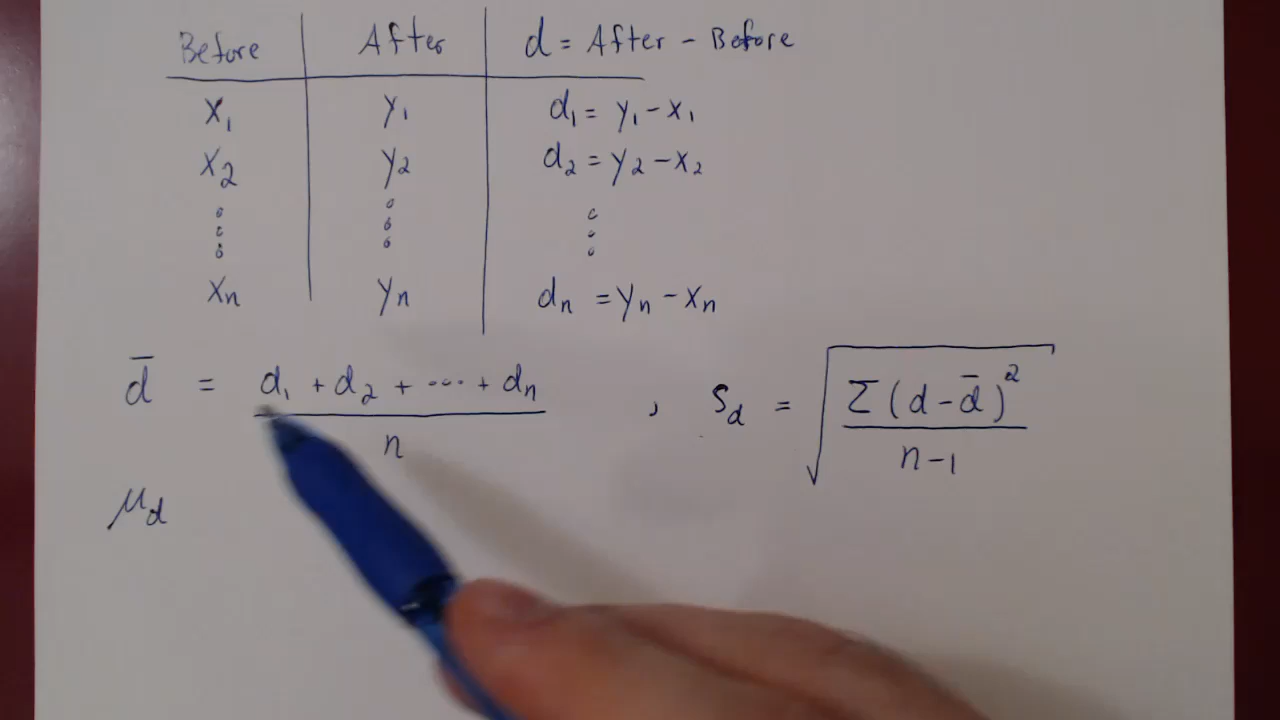 Before After d = After - Before
x₁ y₁ d₁ = y₁ - x₁
x₂ y₂ d₂ = y₂ - x₂
⋮ ⋮ ⋮
xₙ yₙ dₙ = yₙ - xₙ
d̄ = (d₁ + d₂ + ⋯ + dₙ) / n , S_d = √(Σ(d - d̄)² / (n-1))
μ_d